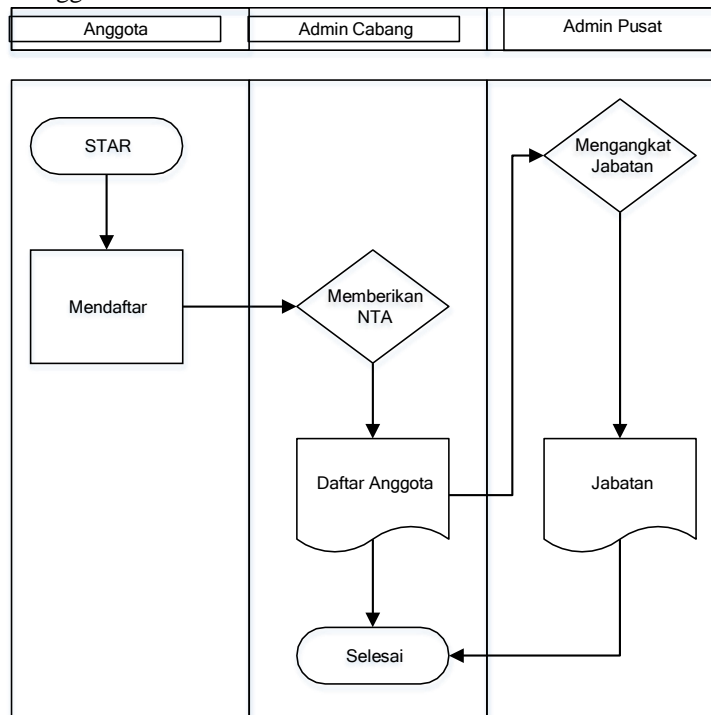 Anggota
Admin Cabang
Admin Pusat
STAR
Mengangkat
Jabatan
Mendaftar
Memberikan
NTA
Daftar Anggota
Jabatan
Selesai